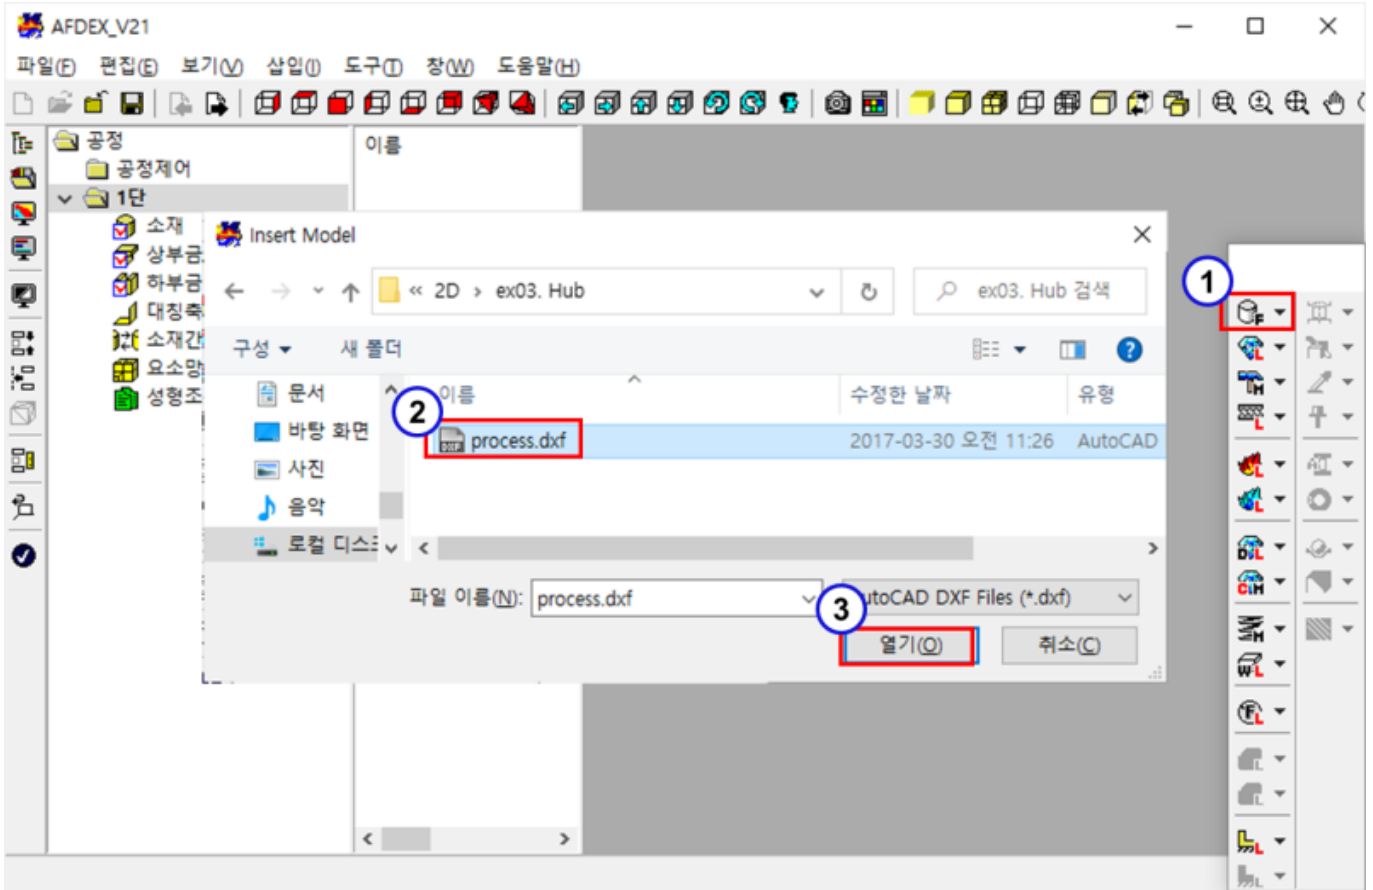 AFDEX_V21
파일(F) 편집(E) 보기(V) 삽입(I) 도구(T) 창(W) 도움말(H)
공정
이름
공정제어
1단
소재
상부금
하부금
대칭축
소재간
요소망
성형조
Insert Model
« 2D › ex03. Hub
ex03. Hub 검색
구성
새 폴더
문서
바탕 화면
사진
음악
로컬 디스크
이름
수정한 날짜
유형
process.dxf
2017-03-30 오전 11:26
AutoCAD
파일 이름(N):
process.dxf
AutoCAD DXF Files (*.dxf)
열기(O)
취소(C)
1
2
3